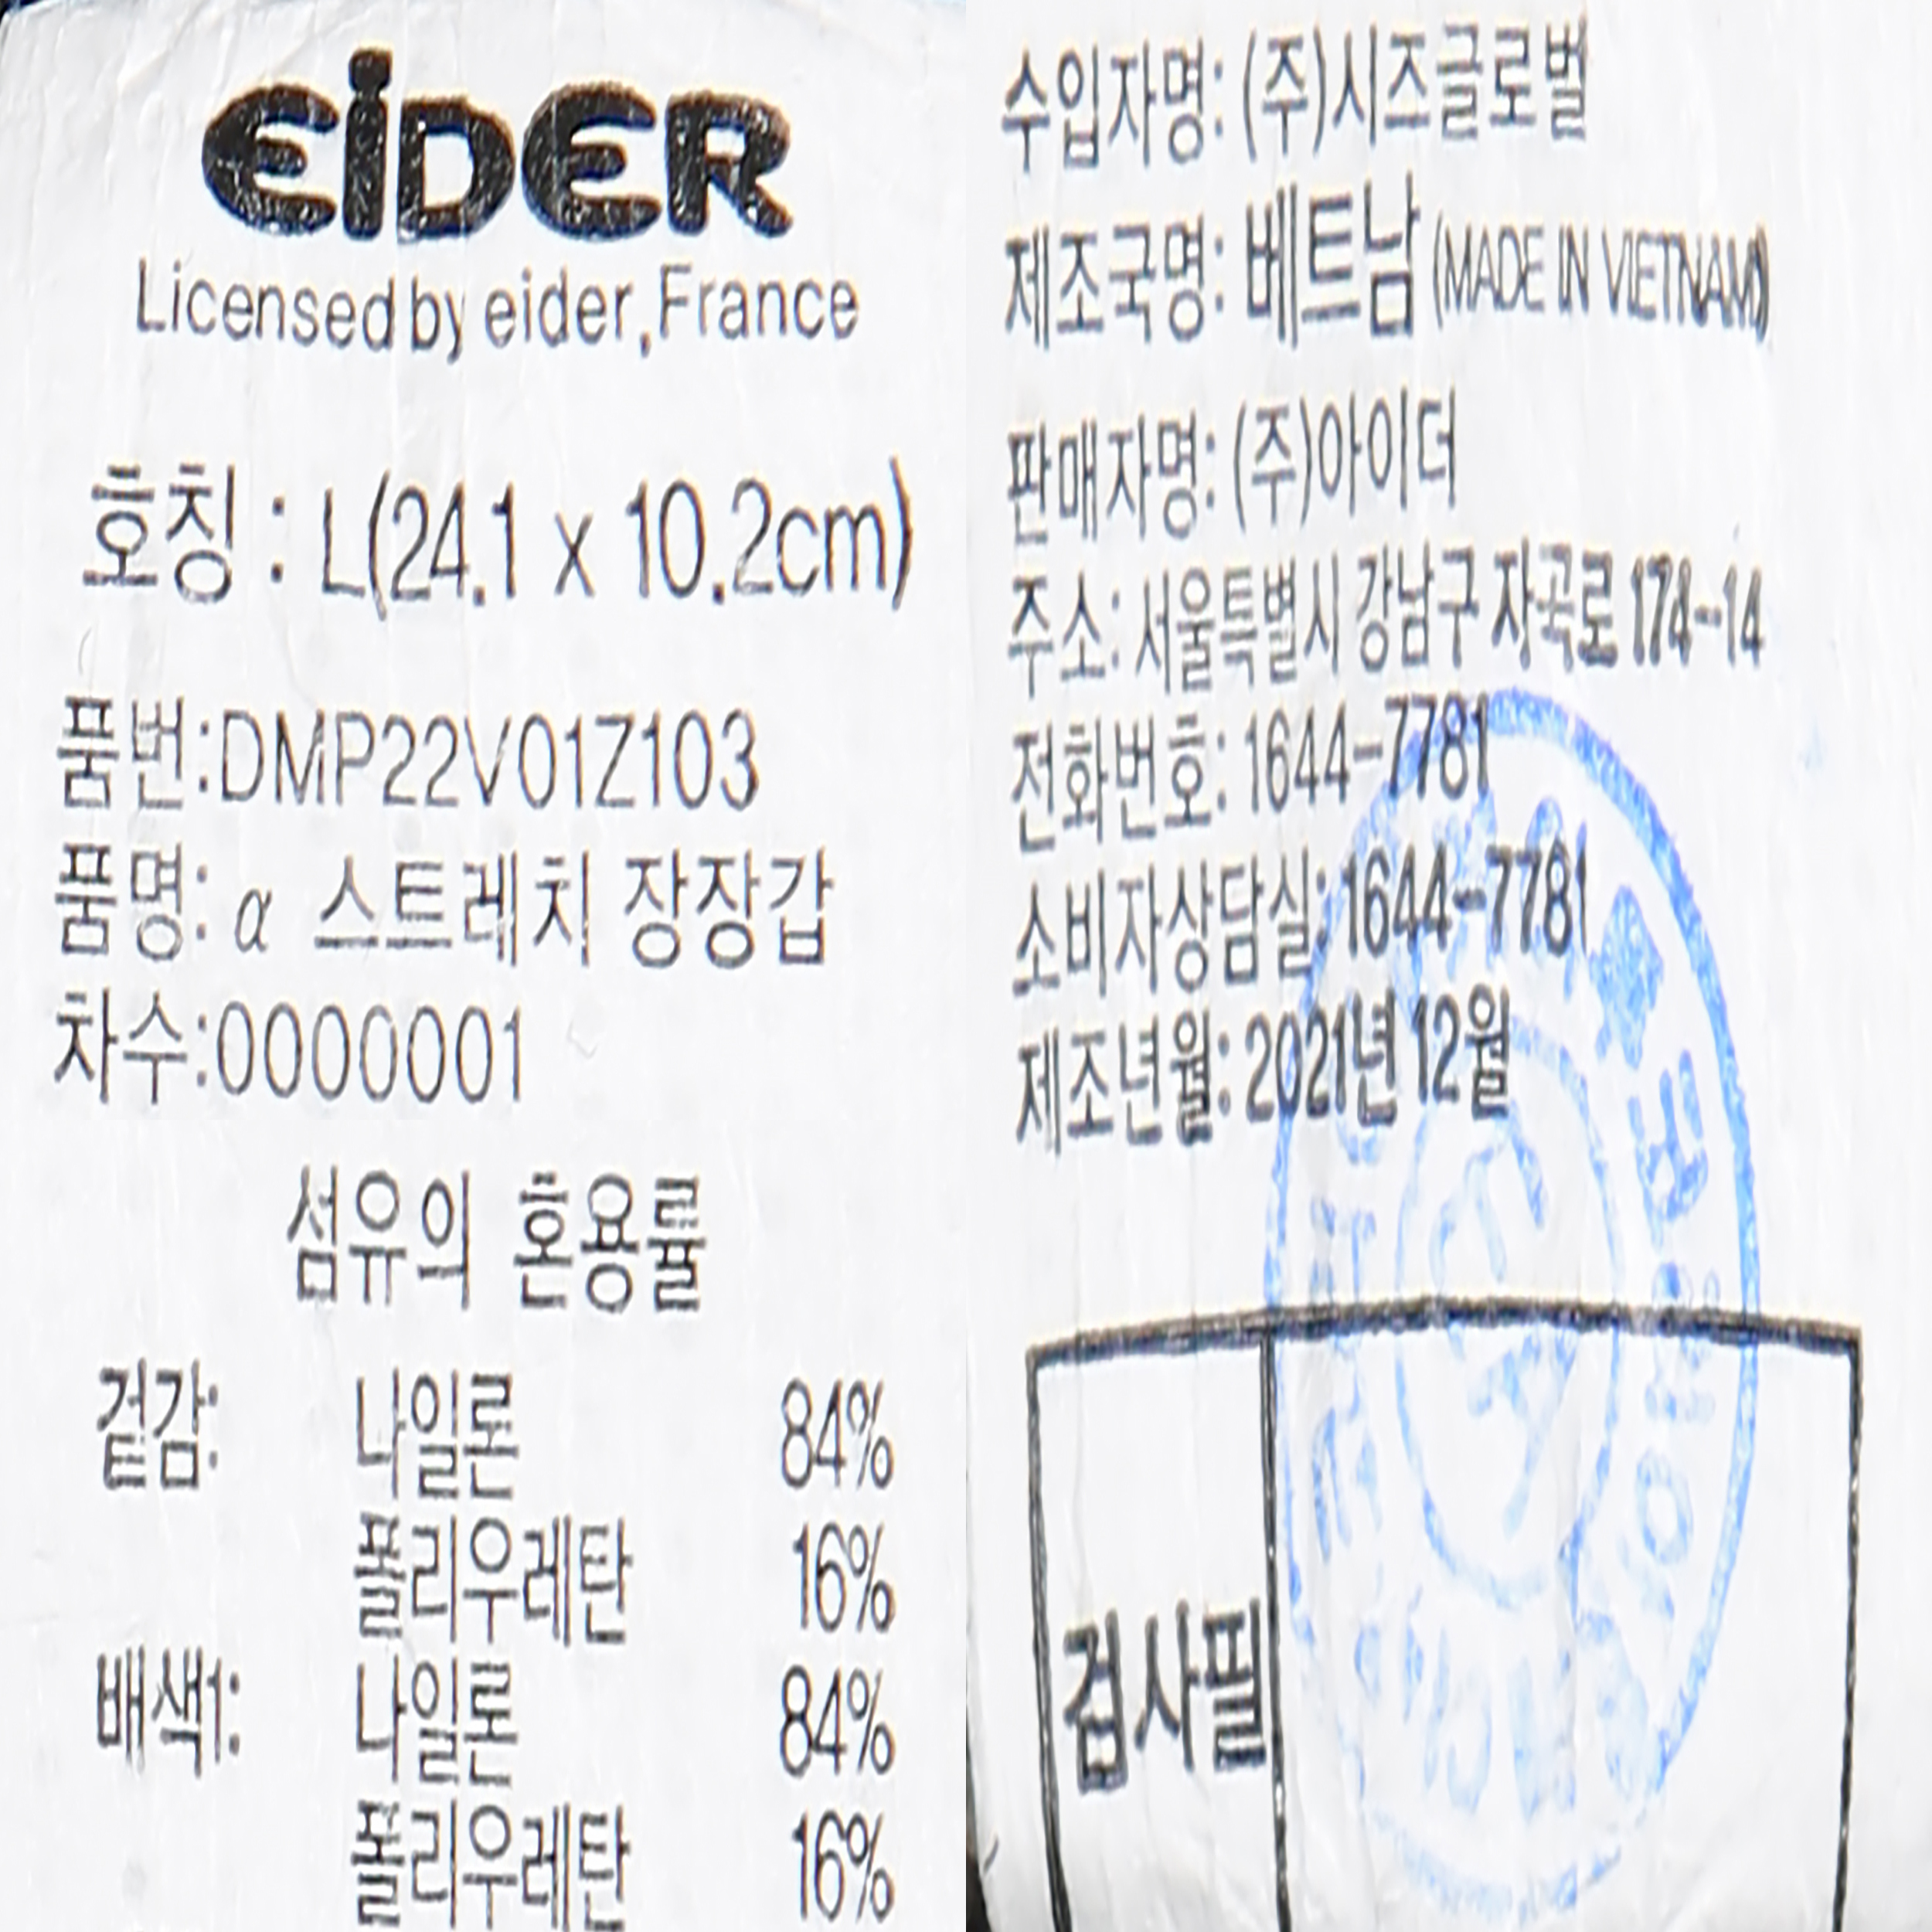 eider
Licensed by eider,France
호칭 : L(24.1 x 10.2cm)
품번:DMP22V01Z103
품명: α 스트레치 장장갑
차수:0000001
섬유의 혼용률
겉감: 나일론 84%
폴리우레탄 16%
배색1: 나일론 84%
폴리우레탄 16%
수입자명: (주)시즈글로벌
제조국명: 베트남 (MADE IN VIETNAM)
판매자명: (주)아이더
주소: 서울특별시 강남구 자곡로 174-14
전화번호: 1644-7781
소비자상담실: 1644-7781
제조년월: 2021년 12월
검사필